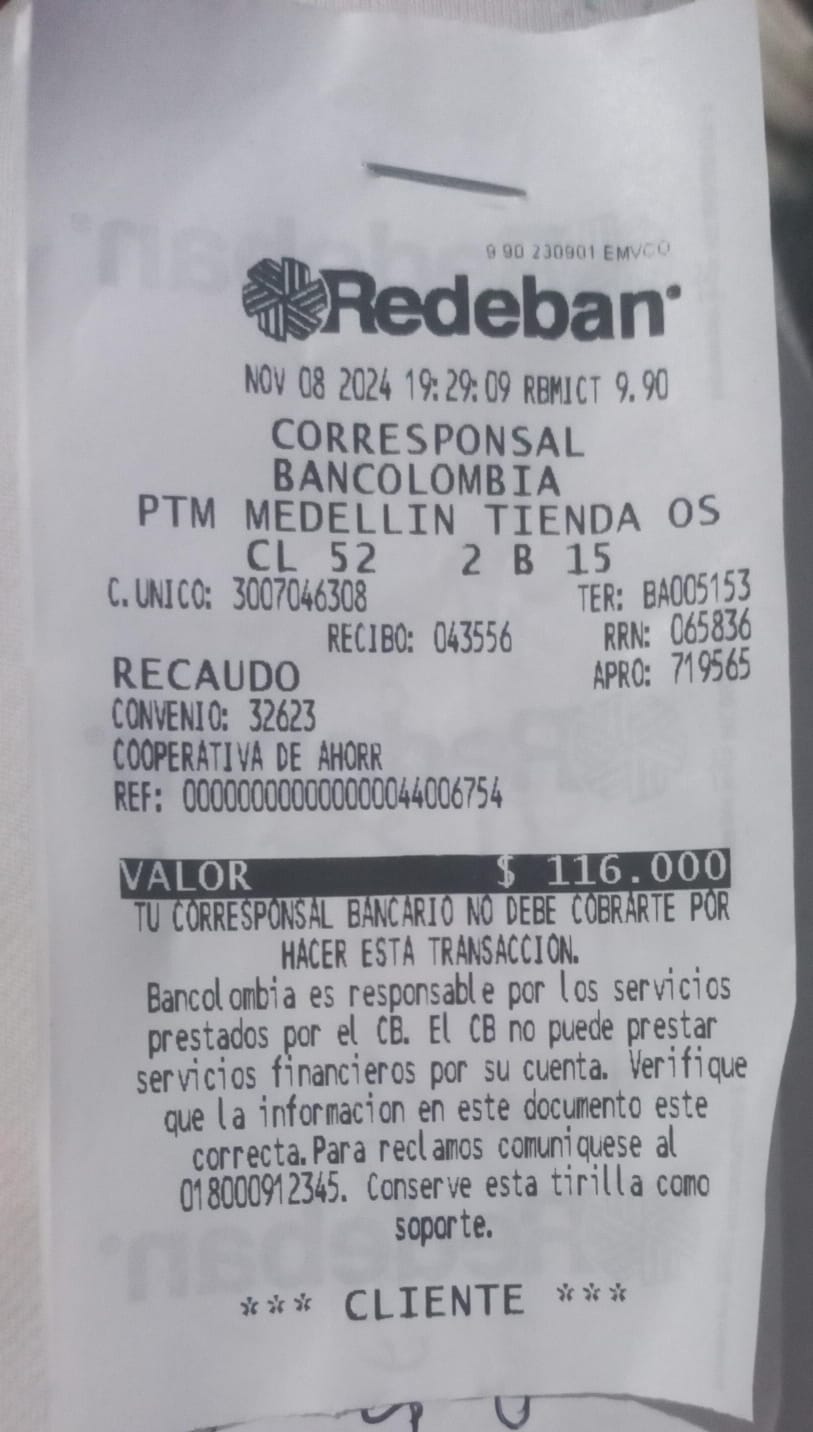 9 90 230901 EMVCO
Redeban
NOV 08 2024 19:29:09 RBMICT 9.90
CORRESPONSAL
BANCOLOMBIA
PTM MEDELLIN TIENDA OS
CL 52 2 B 15
C.UNICO: 3007046308 TER: BA005153
RECIBO: 043556 RRN: 065836
RECAUDO APRO: 719565
CONVENIO: 32623
COOPERATIVA DE AHORR
REF: 000000000000000044006754
VALOR $ 116.000
TU CORRESPONSAL BANCARIO NO DEBE COBRARTE POR
HACER ESTA TRANSACCION.
Bancolombia es responsable por los servicios
prestados por el CB. El CB no puede prestar
servicios financieros por su cuenta. Verifique
que la informacion en este documento este
correcta.Para reclamos comuniquese al
018000912345. Conserve esta tirilla como
soporte.
*** CLIENTE ***